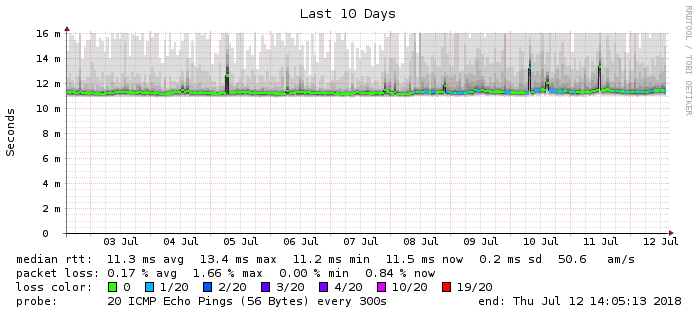 Last 10 Days
RRDTOOL / TOBI OETIKER
Seconds
16 m
14 m
12 m
10 m
8 m
6 m
4 m
2 m
0
03 Jul 04 Jul 05 Jul 06 Jul 07 Jul 08 Jul 09 Jul 10 Jul 11 Jul 12 Jul
median rtt: 11.3 ms avg 13.4 ms max 11.2 ms min 11.5 ms now 0.2 ms sd 50.6 am/s
packet loss: 0.17 % avg 1.66 % max 0.00 % min 0.84 % now
loss color: 0 1/20 2/20 3/20 4/20 10/20 19/20
probe: 20 ICMP Echo Pings (56 Bytes) every 300s end: Thu Jul 12 14:05:13 2018